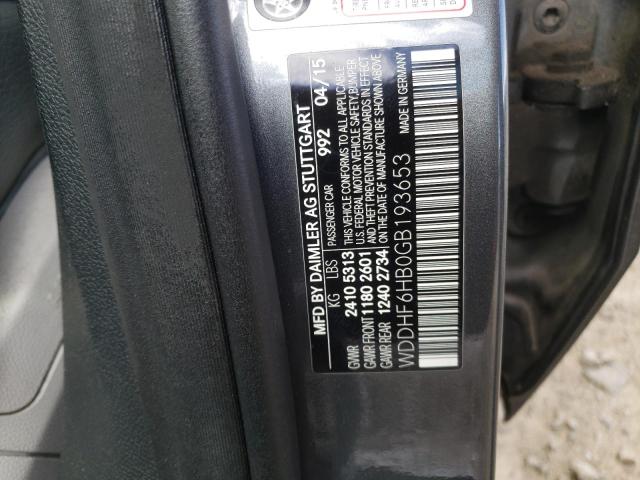 MFD BY DAIMLER AG STUTTGART
KG LBS PASSENGER CAR 992 04/15
GVWR 2410 5313 THIS VEHICLE CONFORMS TO ALL APPLICABLE
GAWR FRONT 1180 2601 U.S. FEDERAL MOTOR VEHICLE SAFETY, BUMPER
GAWR REAR 1240 2734 AND THEFT PREVENTION STANDARDS IN EFFECT
ON THE DATE OF MANUFACTURE SHOWN ABOVE
WDDHF6HB0GB193653 MADE IN GERMANY